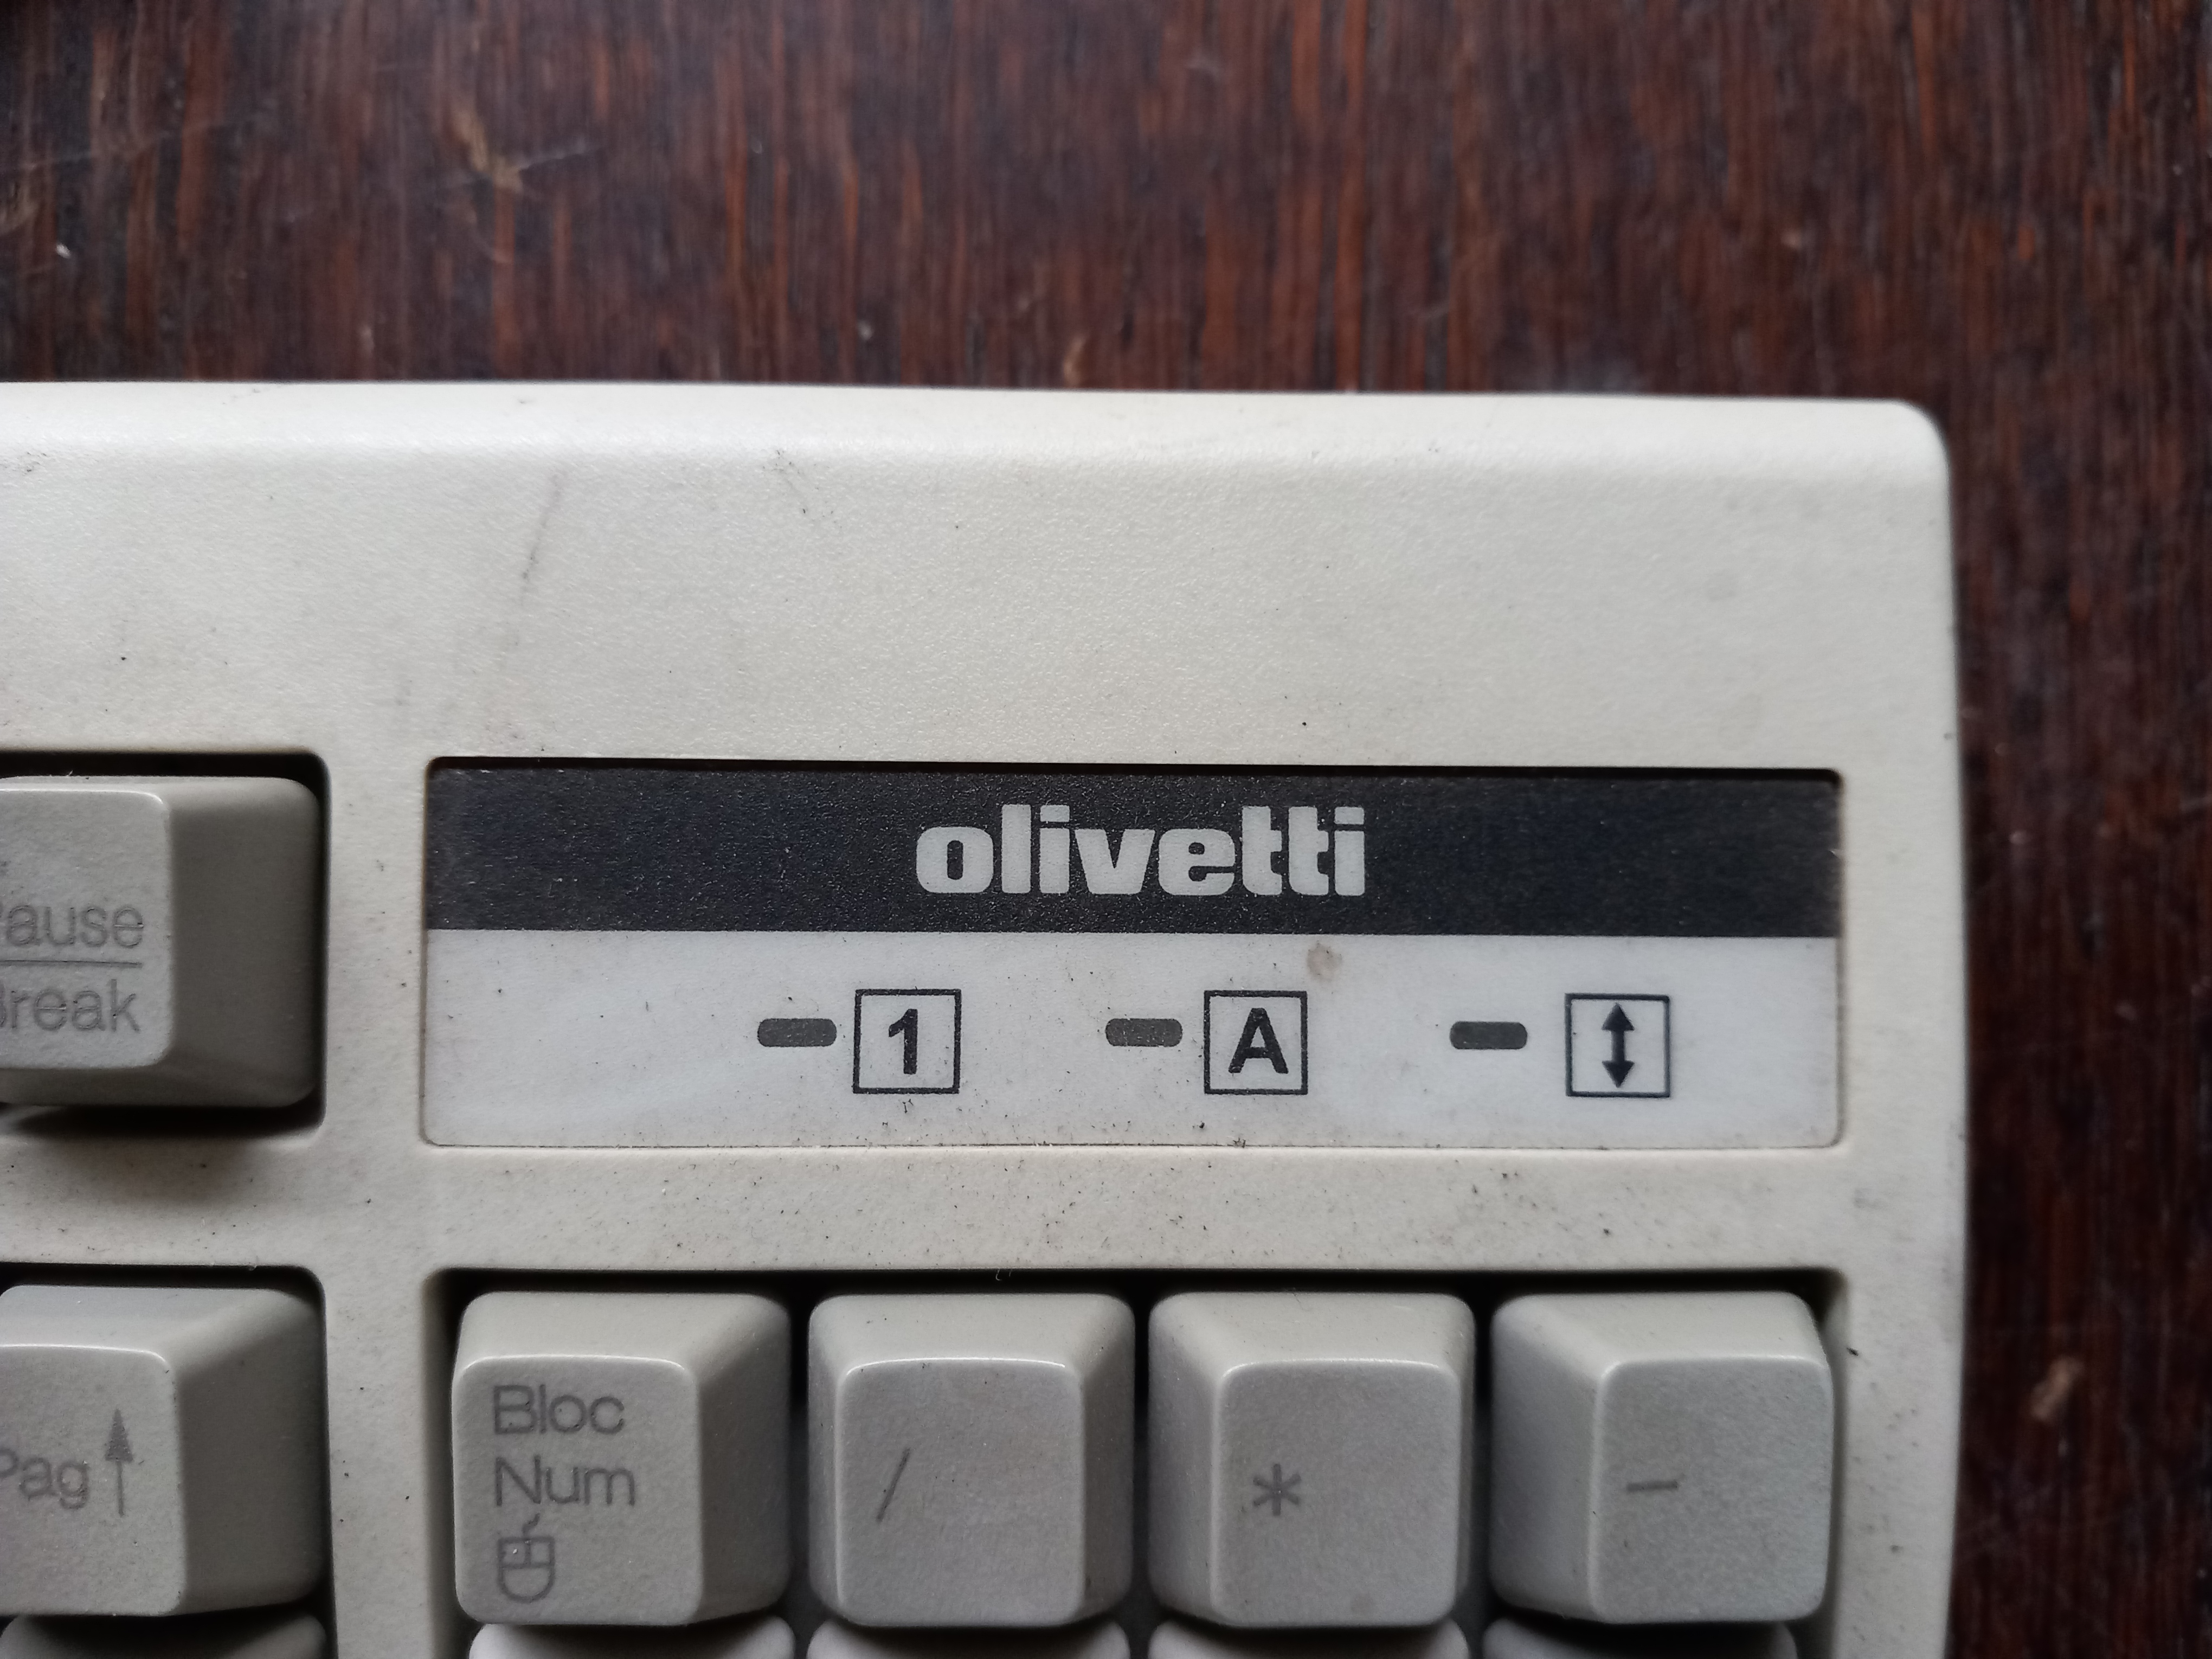 olivetti
Pause
Break
1
A
Pag
Bloc
Num
/
*
-